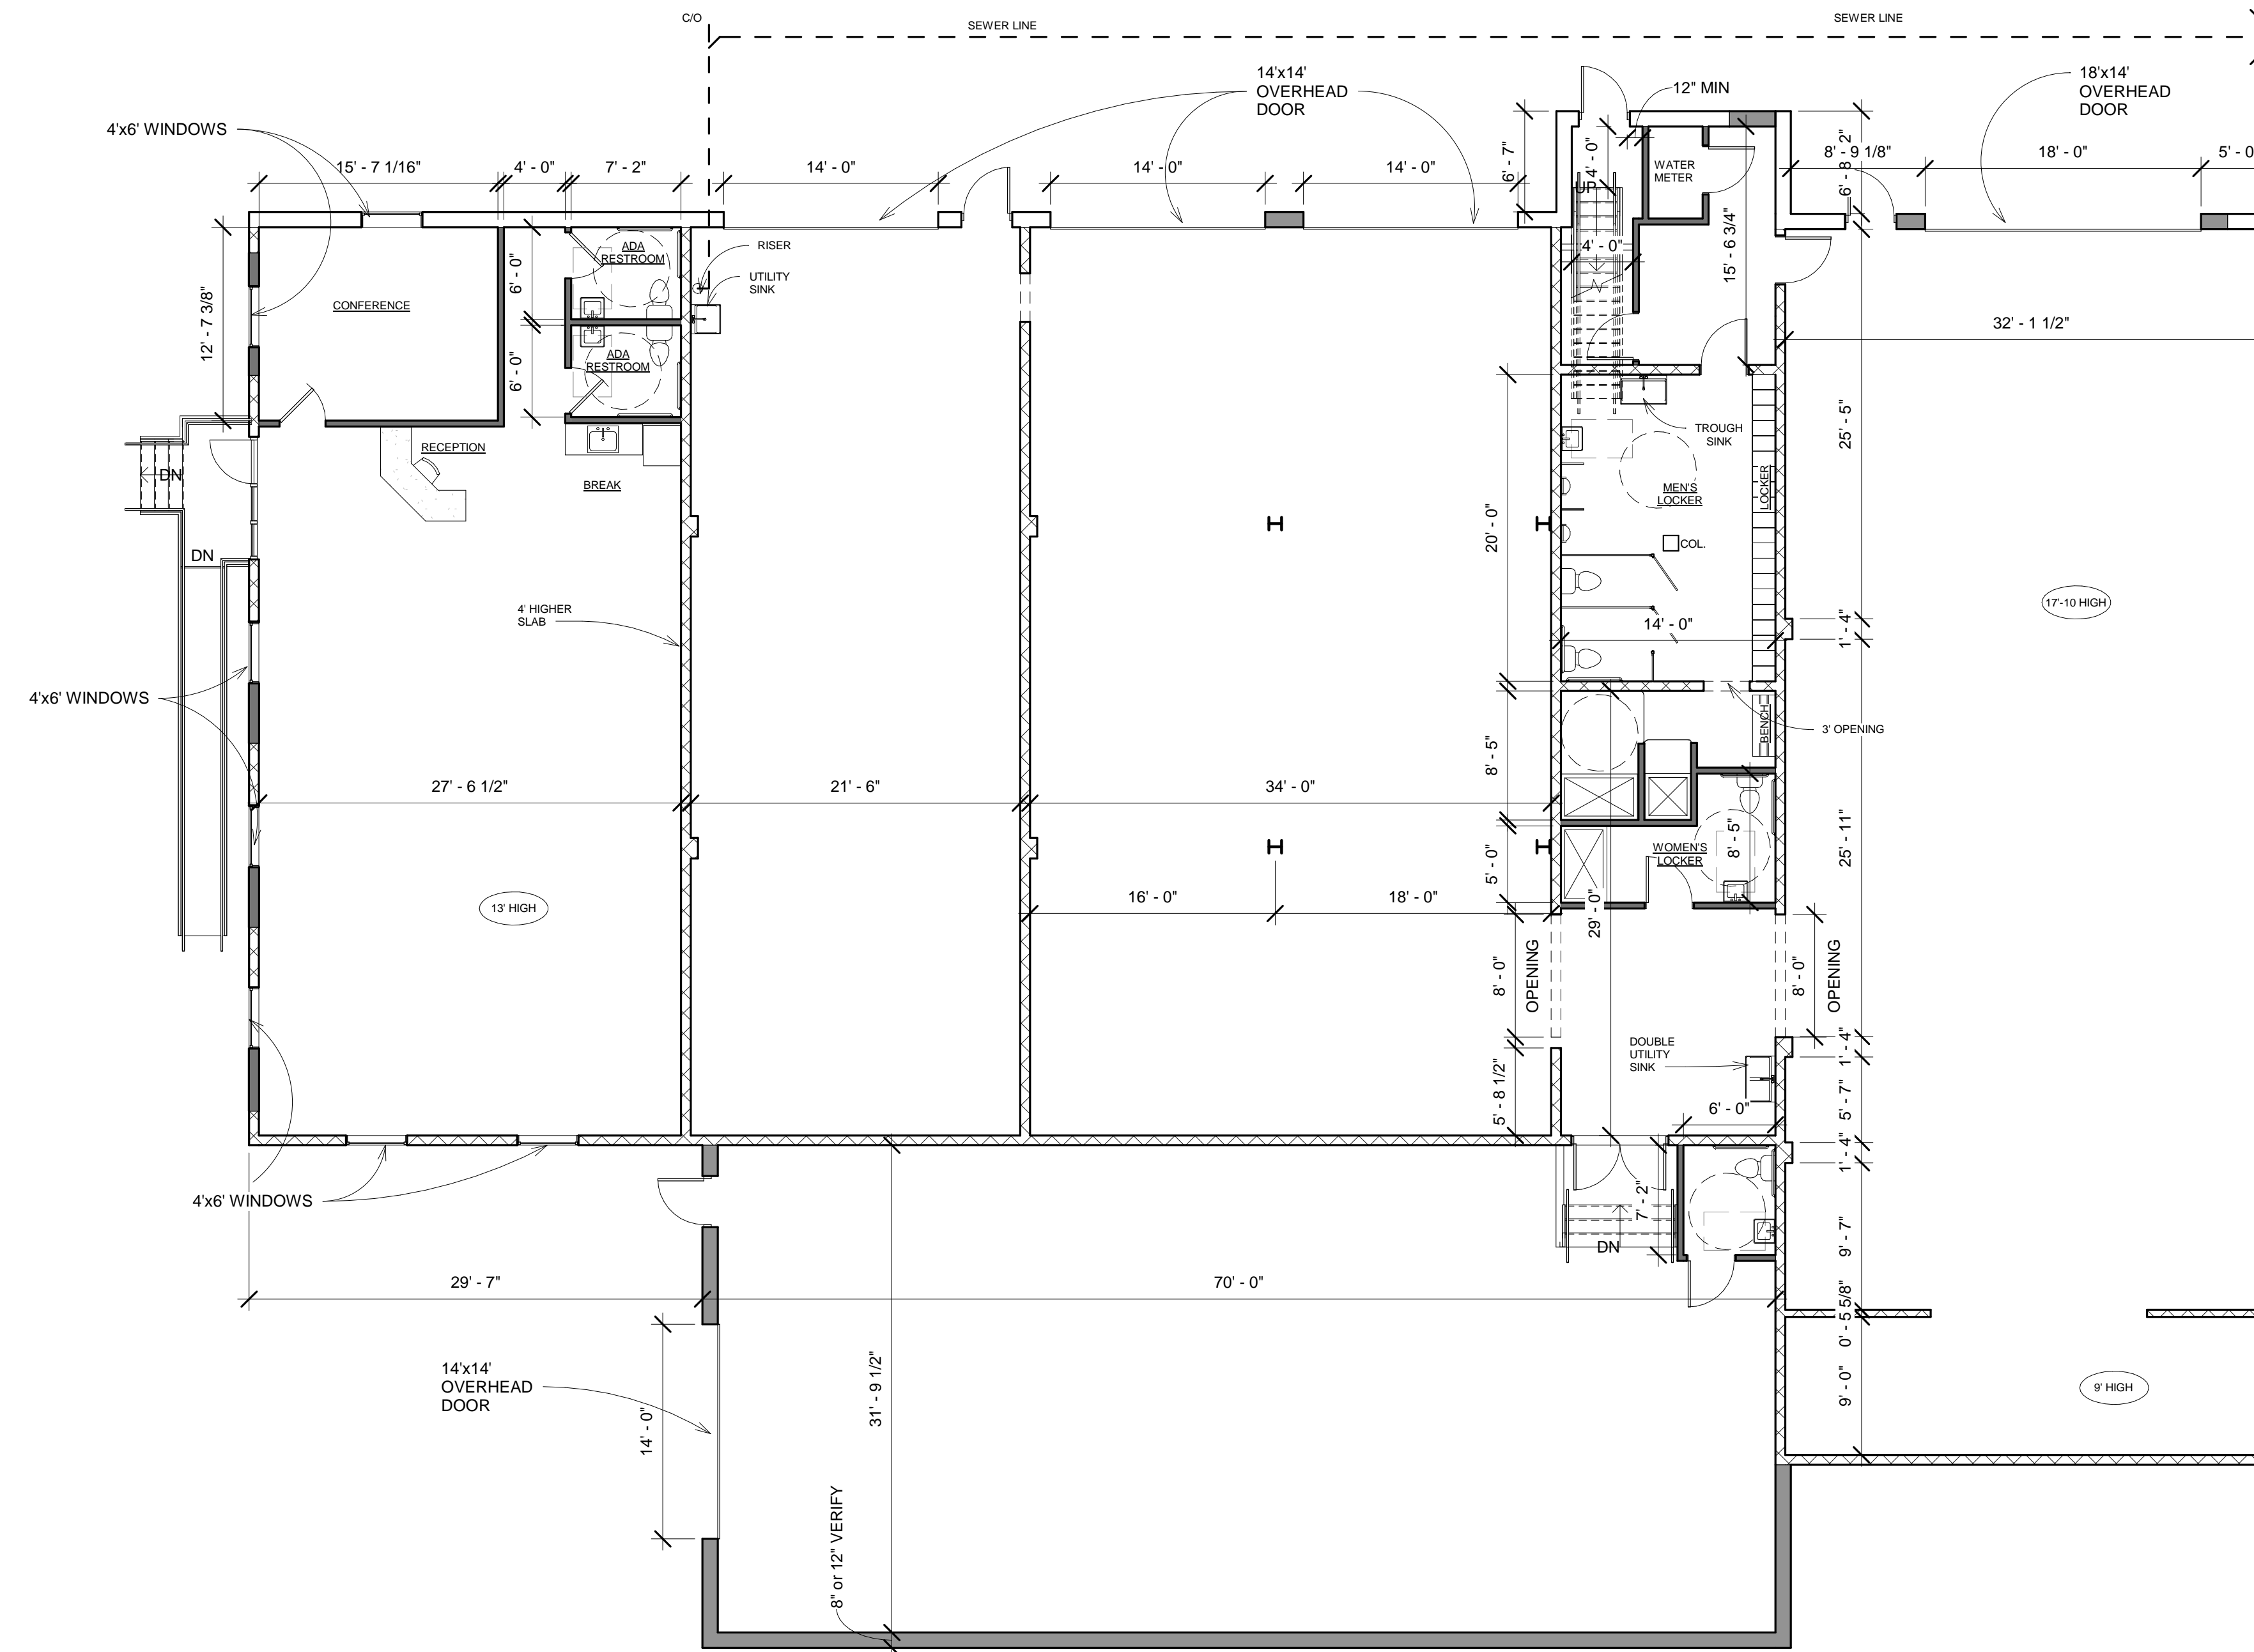 C/O
SEWER LINE
SEWER LINE
14'x14'
OVERHEAD
DOOR
12" MIN
18'x14'
OVERHEAD
DOOR
4'x6' WINDOWS
15' - 7 1/16"
4' - 0"
7' - 2"
14' - 0"
14' - 0"
14' - 0"
6' - 7"
4' - 0"
UP
WATER
METER
6' - 8 2"
8' - 9 1/8"
18' - 0"
5' - 0
12' - 7 3/8"
CONFERENCE
6' - 0"
ADA
RESTROOM
RISER
UTILITY
SINK
4' - 0"
15' - 6 3/4"
32' - 1 1/2"
6' - 0"
ADA
RESTROOM
RECEPTION
BREAK
DN
DN
TROUGH
SINK
25' - 5"
20' - 0"
MEN'S
LOCKER
LOCKER
COL.
17'-10 HIGH
4' HIGHER
SLAB
14' - 0"
1' - 4"
4'x6' WINDOWS
BENCH
3' OPENING
8' - 5"
27' - 6 1/2"
21' - 6"
34' - 0"
5' - 0"
WOMEN'S
LOCKER
8' - 5"
25' - 11"
13' HIGH
16' - 0"
18' - 0"
29' - 0"
8' - 0"
OPENING
8' - 0"
OPENING
DOUBLE
UTILITY
SINK
1' - 4"
5' - 8 1/2"
6' - 0"
5' - 7"
1' - 4"
4'x6' WINDOWS
7' - 2"
DN
9' - 7"
29' - 7"
70' - 0"
0' - 5 5/8"
14'x14'
OVERHEAD
DOOR
14' - 0"
31' - 9 1/2"
9' - 0"
9' HIGH
8" or 12" VERIFY